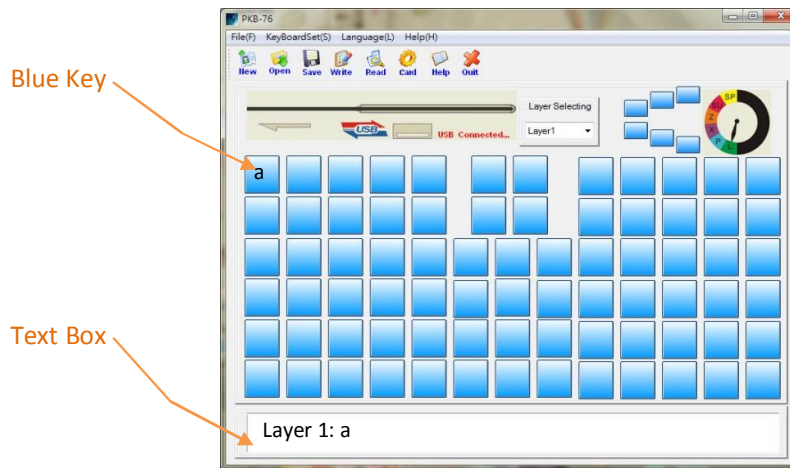 PKB-76
File(F) KeyBoardSet(S) Language(L) Help(H)
New Open Save Write Read Card Help Quit
Blue Key
Layer Selecting
USB
USB Connected...
Layer1
SP
SU
Z
X
P
L
a
Text Box
Layer 1: a